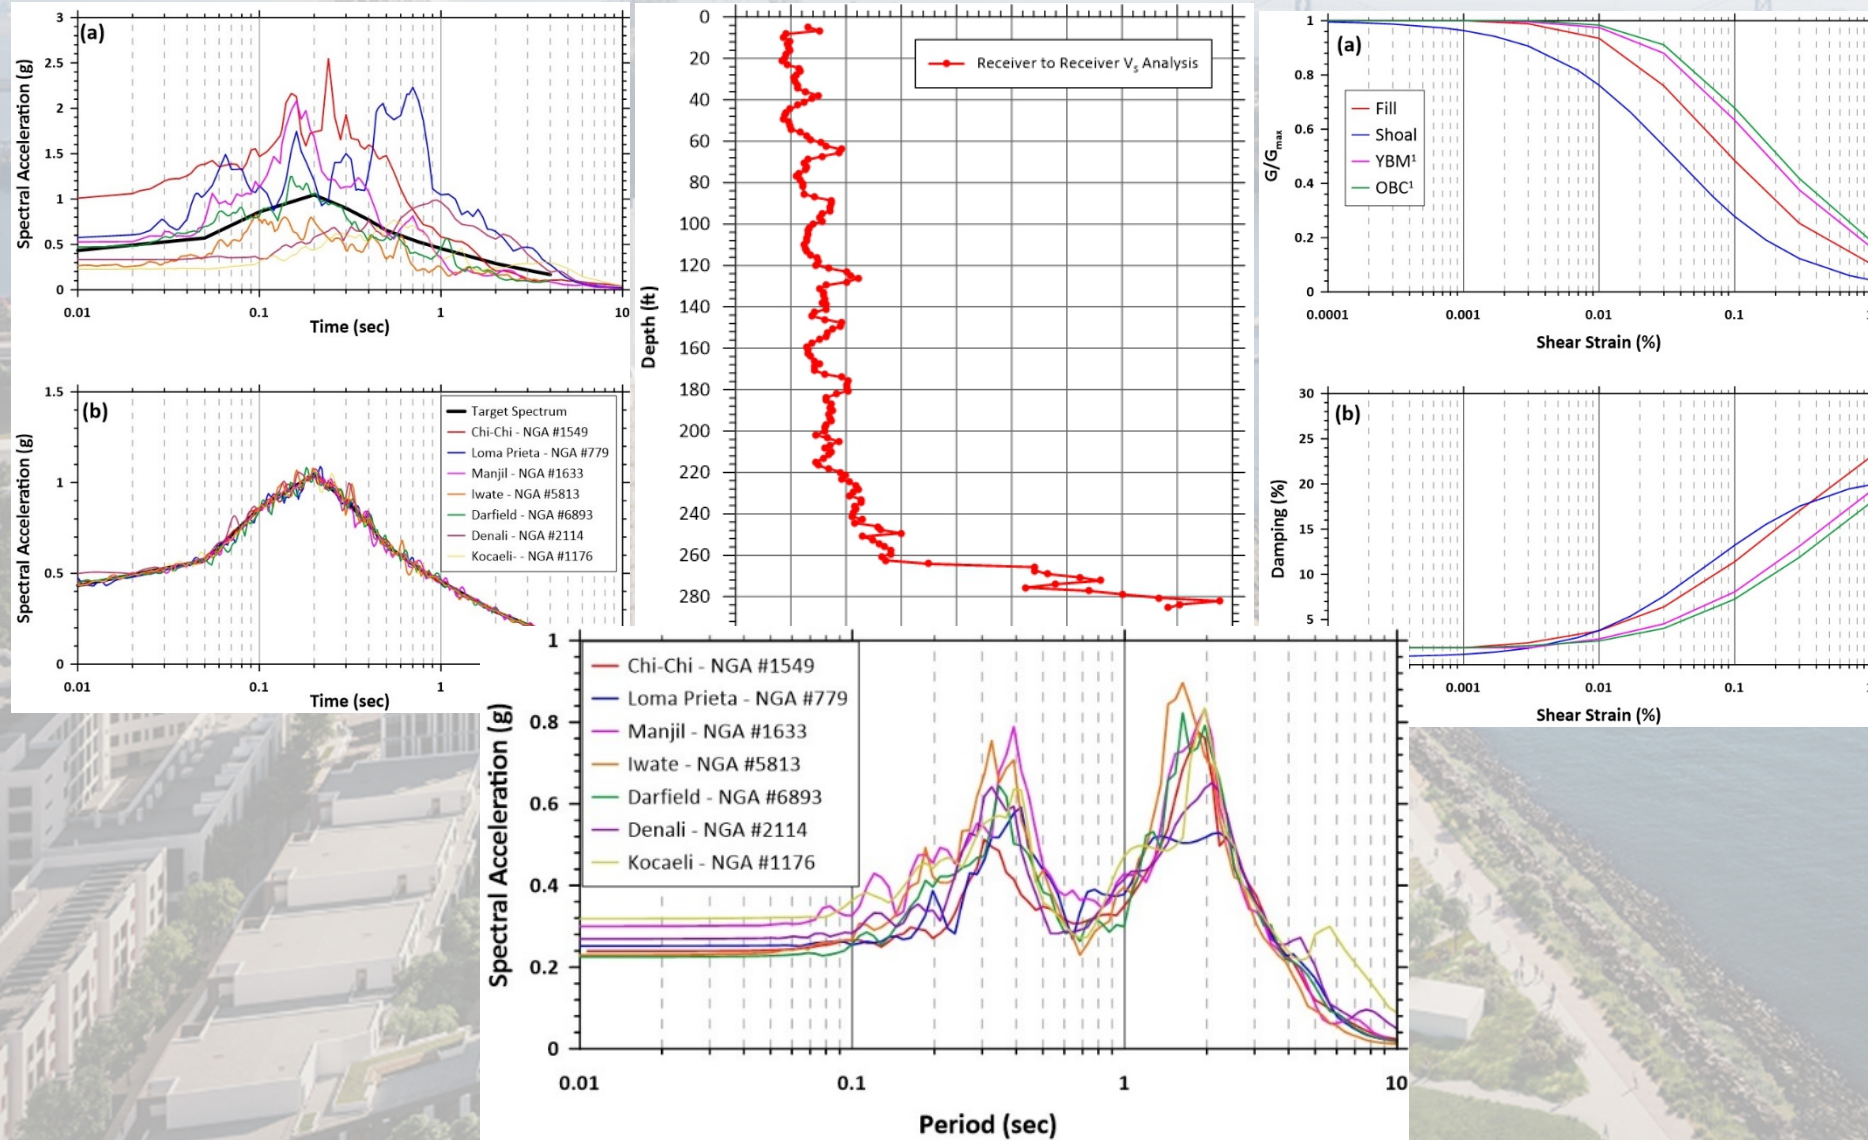 (a)
3
2.5
2
1.5
1
0.5
0
Spectral Acceleration (g)
0.01
0.1
1
10
Time (sec)
(b)
1.5
1
0.5
0
Spectral Acceleration (g)
Target Spectrum
Chi-Chi - NGA #1549
Loma Prieta - NGA #779
Manjil - NGA #1633
Iwate - NGA #5813
Darfield - NGA #6893
Denali - NGA #2114
Kocaeli- - NGA #1176
0.01
0.1
1
Time (sec)
0
20
40
60
80
100
120
140
160
180
200
220
240
260
280
Depth (ft)
Receiver to Receiver Vs Analysis
(a)
1
0.8
0.6
0.4
0.2
0
G/Gmax
Fill
Shoal
YBM¹
OBC¹
0.0001
0.001
0.01
0.1
Shear Strain (%)
(b)
30
25
20
15
10
5
Damping (%)
0.001
0.01
0.1
Shear Strain (%)
1
0.8
0.6
0.4
0.2
0
Spectral Acceleration (g)
Chi-Chi - NGA #1549
Loma Prieta - NGA #779
Manjil - NGA #1633
Iwate - NGA #5813
Darfield - NGA #6893
Denali - NGA #2114
Kocaeli - NGA #1176
0.01
0.1
1
10
Period (sec)